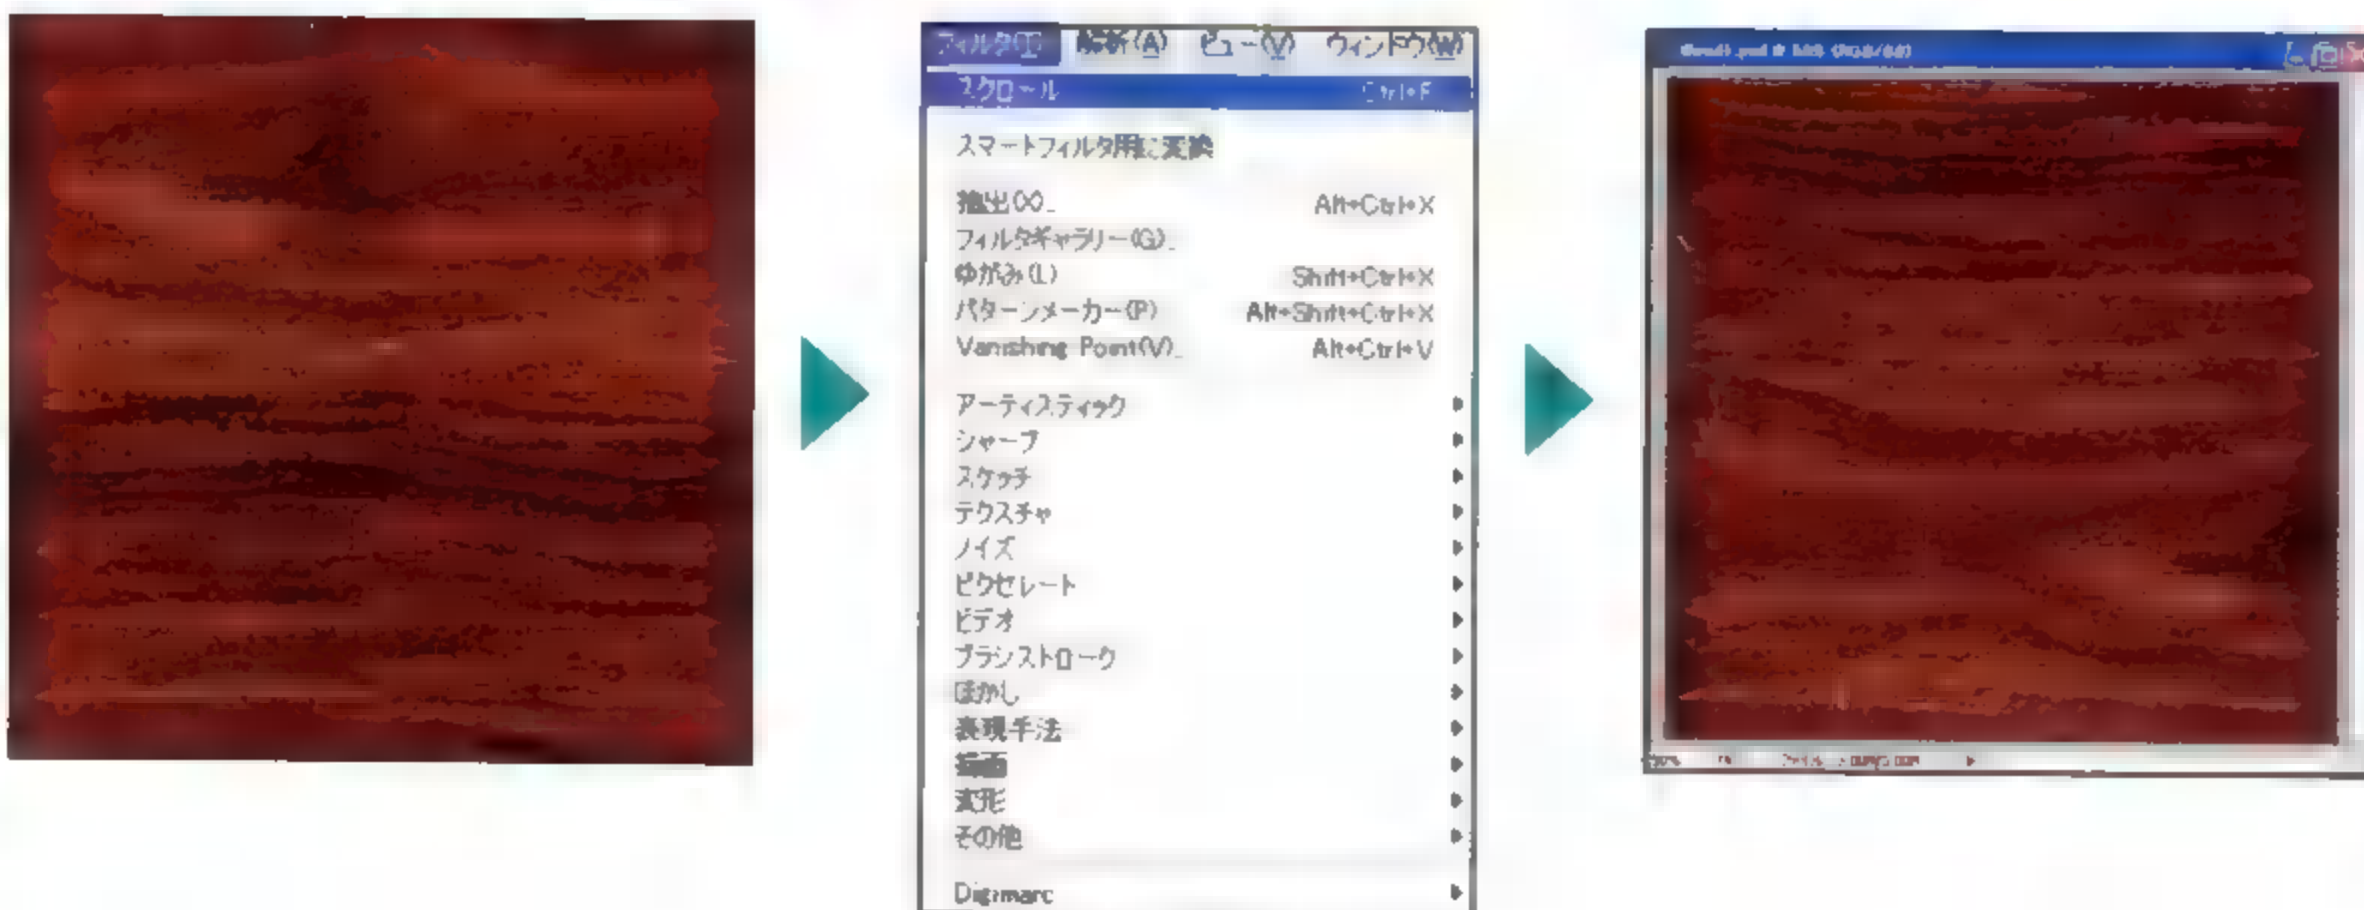 フィルタ(T) 解析(A) ビュー(V) ウィンドウ(W)
スクロール Ctrl+F
スマートフィルタ用に変換
抽出(X)... Alt+Ctrl+X
フィルタギャラリー(G)...
ゆがみ(L) Shift+Ctrl+X
パターンメーカー(P) Alt+Shift+Ctrl+X
Vanishing Point(V)... Alt+Ctrl+V
アーティスティック
シャープ
スケッチ
テクスチャ
ノイズ
ピクセレート
ビデオ
ブラシストローク
ぼかし
表現手法
描画
変形
その他
Digimarc